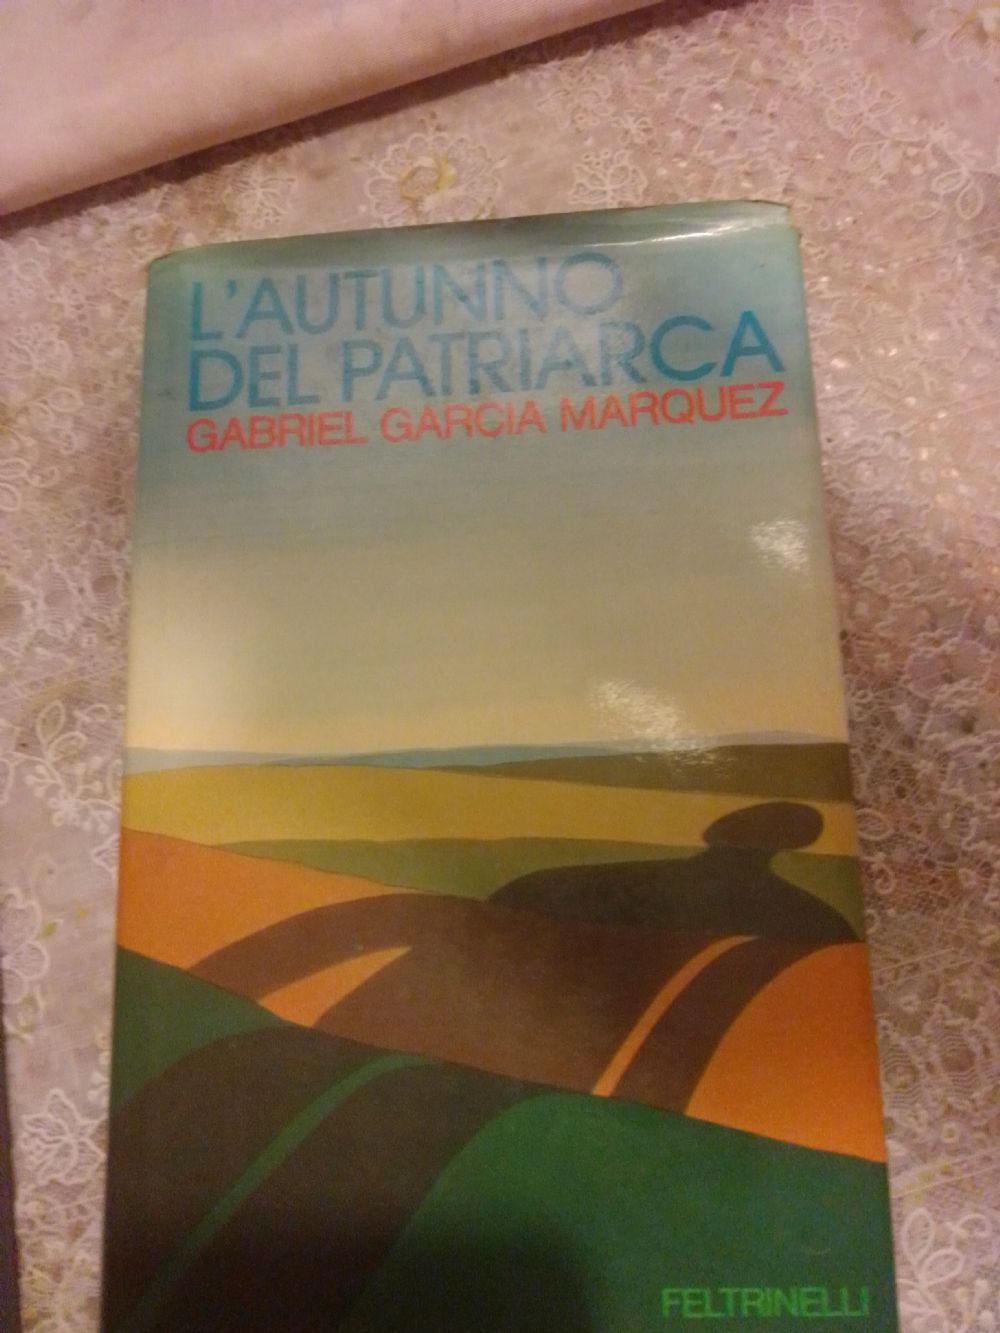 L'AUTUNNO
DEL PATRIARCA
GABRIEL GARCIA MARQUEZ
FELTRINELLI